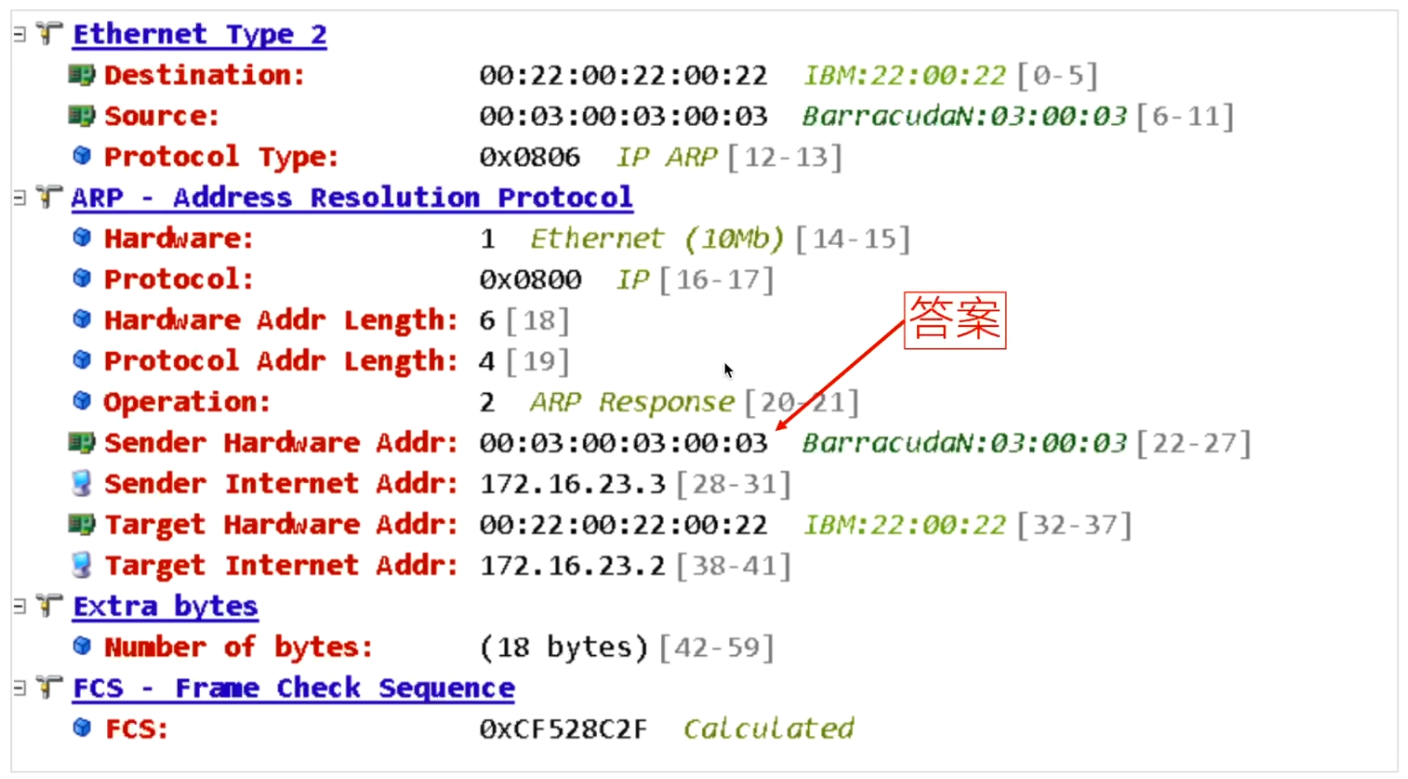 Ethernet Type 2
Destination: 00:22:00:22:00:22 IBM:22:00:22 [0-5]
Source: 00:03:00:03:00:03 BarracudaN:03:00:03 [6-11]
Protocol Type: 0x0806 IP ARP [12-13]
ARP - Address Resolution Protocol
Hardware: 1 Ethernet (10Mb) [14-15]
Protocol: 0x0800 IP [16-17]
Hardware Addr Length: 6 [18]
答案
Protocol Addr Length: 4 [19]
Operation: 2 ARP Response [20-21]
Sender Hardware Addr: 00:03:00:03:00:03 BarracudaN:03:00:03 [22-27]
Sender Internet Addr: 172.16.23.3 [28-31]
Target Hardware Addr: 00:22:00:22:00:22 IBM:22:00:22 [32-37]
Target Internet Addr: 172.16.23.2 [38-41]
Extra bytes
Number of bytes: (18 bytes) [42-59]
FCS - Frame Check Sequence
FCS: 0xCF528C2F Calculated